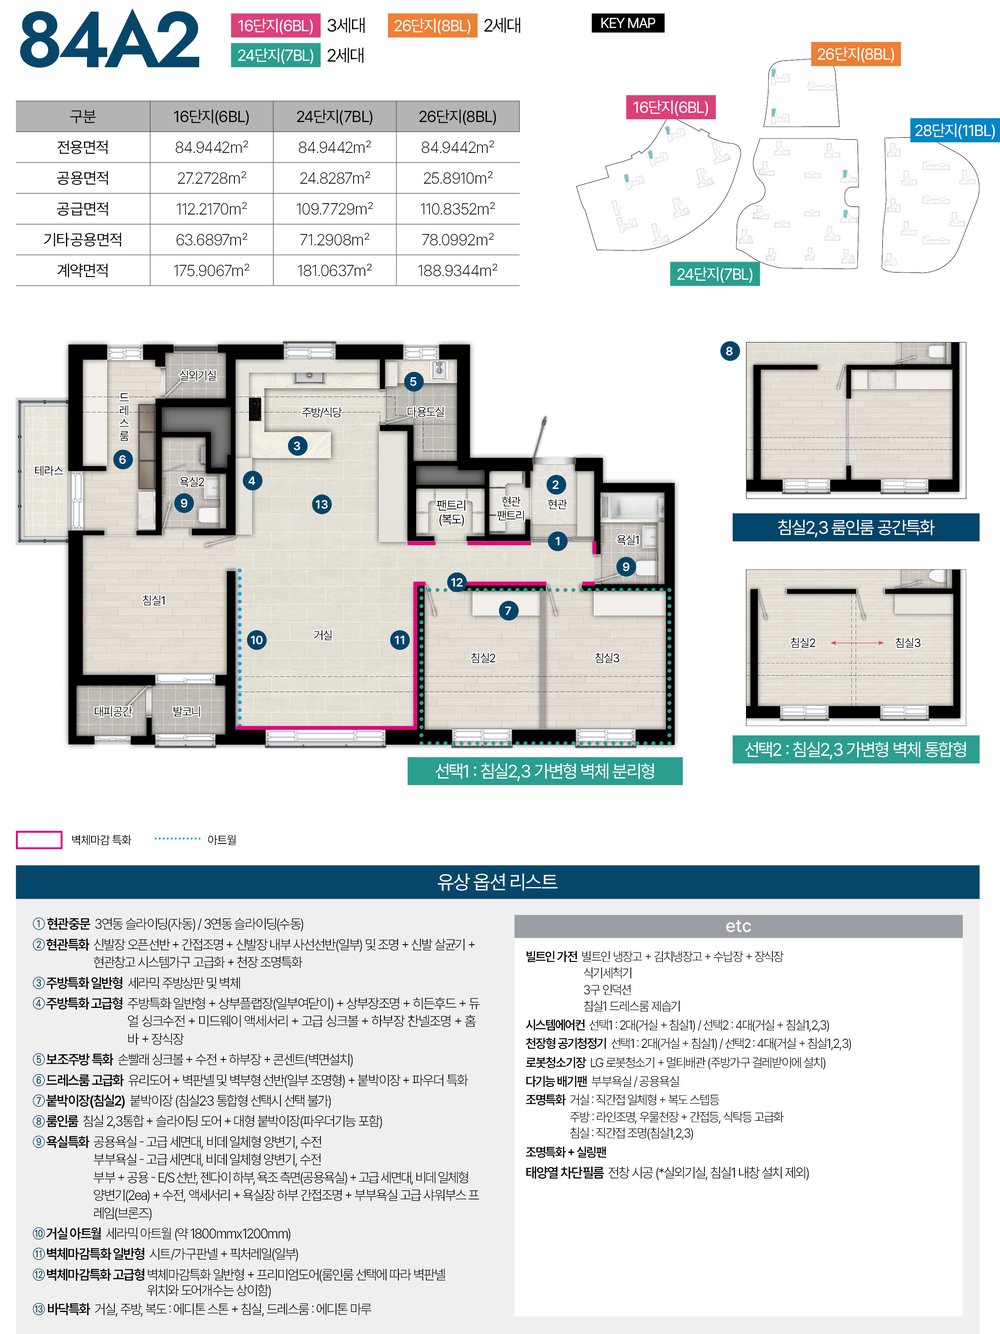 84A2
16단지(6BL) 3세대 26단지(8BL) 2세대
24단지(7BL) 2세대
KEY MAP
26단지(8BL)
16단지(6BL)
28단지(11BL)
24단지(7BL)
구분 16단지(6BL) 24단지(7BL) 26단지(8BL)
전용면적 84.9442m² 84.9442m² 84.9442m²
공용면적 27.2728m² 24.8287m² 25.8910m²
공급면적 112.2170m² 109.7729m² 110.8352m²
기타공용면적 63.6897m² 71.2908m² 78.0992m²
계약면적 175.9067m² 181.0637m² 188.9344m²
실외기실
드레스룸
6
테라스
욕실2
9
주방/식당
3
4
13
5
다용도실
팬트리
(복도)
현관
팬트리
2
현관
1
욕실1
9
12
침실1
10
거실
11
7
침실2
침실3
대피공간
발코니
선택1 : 침실2,3 가변형 벽체 분리형
8
침실2,3 룸인룸 공간특화
침실2 침실3
선택2 : 침실2,3 가변형 벽체 통합형
벽체마감 특화 아트월
유상 옵션 리스트
① 현관중문 3연동 슬라이딩(자동) / 3연동 슬라이딩(수동)
② 현관특화 신발장 오픈선반 + 간접조명 + 신발장 내부 사선선반(일부) 및 조명 + 신발 살균기 +
현관창고 시스템가구 고급화 + 천장 조명특화
③ 주방특화 일반형 세라믹 주방상판 및 벽체
④ 주방특화 고급형 주방특화 일반형 + 상부플랩장(일부여닫이) + 상부장조명 + 히든후드 + 듀
얼 싱크수전 + 미드웨이 액세서리 + 고급 싱크볼 + 하부장 찬넬조명 + 홈
바 + 장식장
⑤ 보조주방 특화 손빨래 싱크볼 + 수전 + 하부장 + 콘센트(벽면설치)
⑥ 드레스룸 고급화 유리도어 + 벽판넬 및 벽부형 선반(일부 조명형) + 붙박이장 + 파우더 특화
⑦ 붙박이장(침실2) 붙박이장 (침실2·3 통합형 선택시 선택 불가)
⑧ 룸인룸 침실 2,3통합 + 슬라이딩 도어 + 대형 붙박이장(파우더기능 포함)
⑨ 욕실특화 공용욕실 - 고급 세면대, 비데 일체형 양변기, 수전
부부욕실 - 고급 세면대, 비데 일체형 양변기, 수전
부부 + 공용 - E/S 선반, 젠다이 하부, 욕조 측면(공용욕실) + 고급 세면대, 비데 일체형
양변기(2ea) + 수전, 액세서리 + 욕실장 하부 간접조명 + 부부욕실 고급 샤워부스 프
레임(브론즈)
⑩ 거실 아트월 세라믹 아트월 (약 1800mmx1200mm)
⑪ 벽체마감특화 일반형 시트/가구판넬 + 픽처레일(일부)
⑫ 벽체마감특화 고급형 벽체마감특화 일반형 + 프리미엄도어(룸인룸 선택에 따라 벽판넬
위치와 도어개수는 상이함)
⑬ 바닥특화 거실, 주방, 복도 : 에디톤 스톤 + 침실, 드레스룸 : 에디톤 마루
etc
빌트인 가전 빌트인 냉장고 + 김치냉장고 + 수납장 + 장식장
식기세척기
3구 인덕션
침실1 드레스룸 제습기
시스템에어컨 선택1 : 2대(거실 + 침실1) / 선택2 : 4대(거실 + 침실1,2,3)
천장형 공기청정기 선택1 : 2대(거실 + 침실1) / 선택2 : 4대(거실 + 침실1,2,3)
로봇청소기장 LG 로봇청소기 + 멀티배관 (주방가구 걸레받이에 설치)
다기능 배기팬 부부욕실 / 공용욕실
조명특화 거실 : 직간접 일체형 + 복도 스텝등
주방 : 라인조명, 우물천장 + 간접등, 식탁등 고급화
침실 : 직간접 조명(침실1,2,3)
조명특화 + 실링팬
태양열 차단필름 전창 시공 (*실외기실, 침실1 내창 설치 제외)